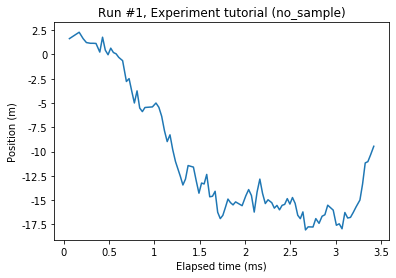 Run #1, Experiment tutorial (no_sample)
Position (m)
2.5
0
-2.5
-5
-7.5
-10
-12.5
-15
-17.5
0 0.5 1 1.5 2 2.5 3 3.5
Elapsed time (ms)